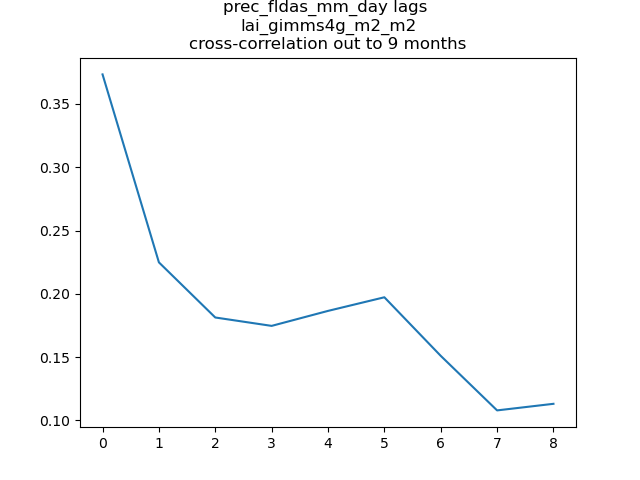 prec_fldas_mm_day lags
lai_gimms4g_m2_m2
cross-correlation out to 9 months
0.35
0.30
0.25
0.20
0.15
0.10
0 1 2 3 4 5 6 7 8